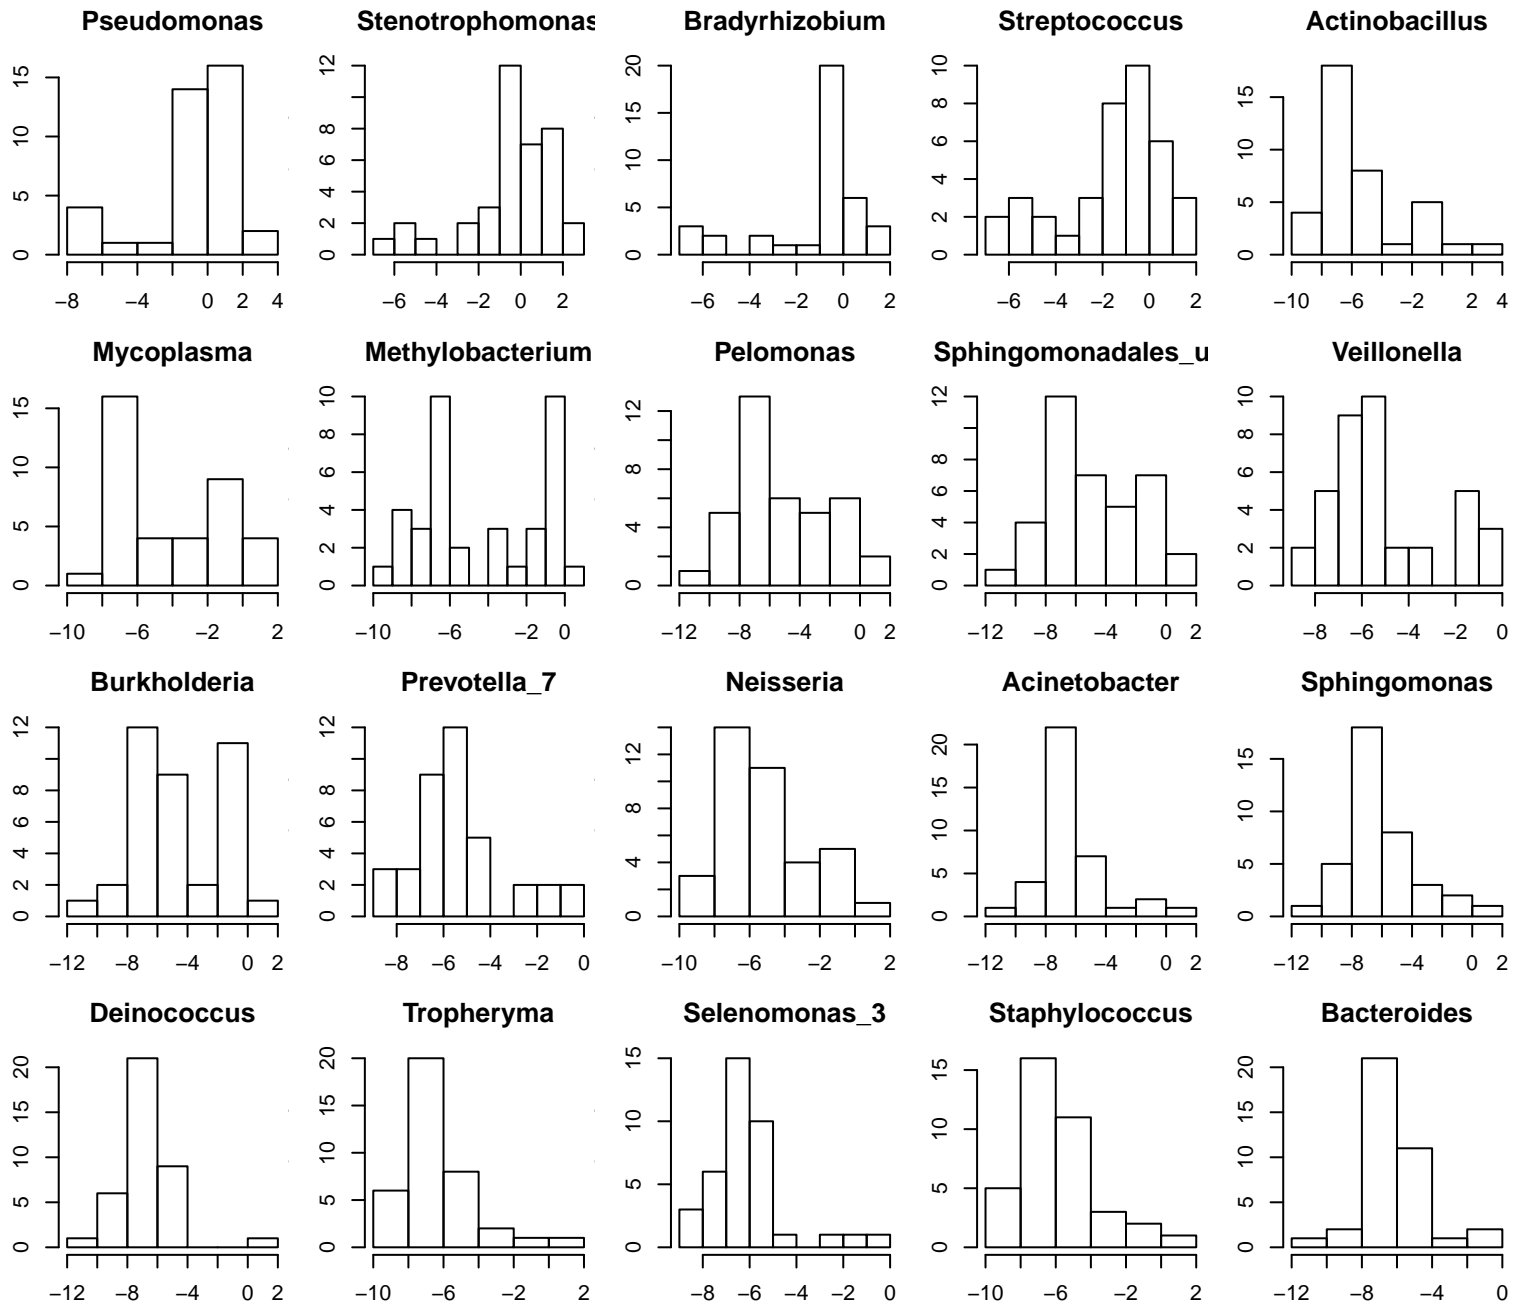 Pseudomonas Stenotrophomonas Bradyrhizobium Streptococcus Actinobacillus
0 5 10 15
−8 −4 0 2 4
0 2 4 6 8 12
−6 −4 −2 0 2
0 5 10 15 20
−6 −4 −2 0 2
0 2 4 6 8 10
−6 −4 −2 0 2
0 5 10 15
−10 −6 −2 2 4
Mycoplasma Methylobacterium Pelomonas Sphingomonadales_u Veillonella
0 5 10 15
−10 −6 −2 2
0 2 4 6 8 10
−10 −6 −2 0
0 4 8 12
−12 −8 −4 0 2
0 2 4 6 8 12
−12 −8 −4 0 2
0 2 4 6 8 10
−8 −6 −4 −2 0
Burkholderia Prevotella_7 Neisseria Acinetobacter Sphingomonas
0 2 4 6 8 12
−12 −8 −4 0 2
0 2 4 6 8 12
−8 −6 −4 −2 0
0 4 8 12
−10 −6 −2 2
0 5 10 15 20
−12 −8 −4 0 2
0 5 10 15
−12 −8 −4 0 2
Deinococcus Tropheryma Selenomonas_3 Staphylococcus Bacteroides
0 5 10 15 20
−12 −8 −4 0 2
0 5 10 15 20
−10 −6 −2 2
0 5 10 15
−8 −6 −4 −2 0
0 5 10 15
−10 −6 −2 2
0 5 10 15 20
−12 −8 −4 0